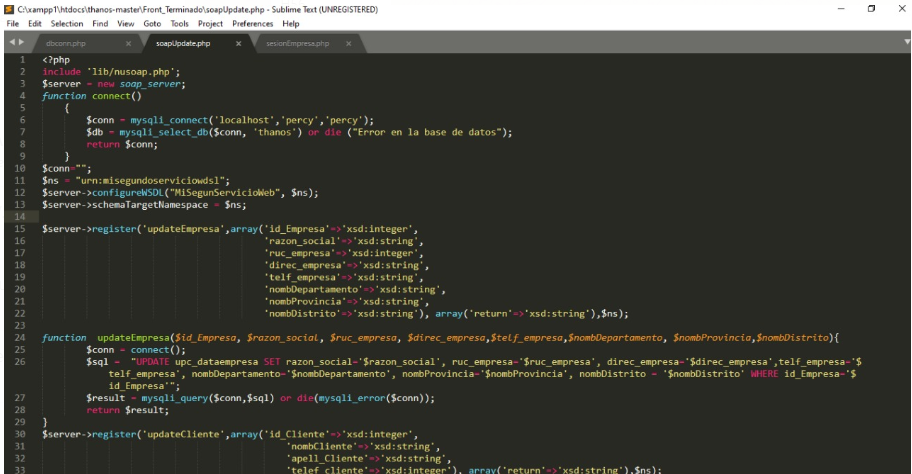 C:\xampp1\htdocs\thanos-master\Front_Terminado\soapUpdate.php - Sublime Text (UNREGISTERED)
File Edit Selection Find View Goto Tools Project Preferences Help
dbconn.php × soapUpdate.php × sesionEmpresa.php ×
1 <?php
2 include 'lib/nusoap.php';
3 $server = new soap_server;
4 function connect()
5 {
6 $conn = mysqli_connect('localhost','percy','percy');
7 $db = mysqli_select_db($conn, 'thanos') or die ("Error en la base de datos");
8 return $conn;
9 }
10 $conn="";
11 $ns = "urn:misegundoserviciowdsl";
12 $server->configureWSDL("MiSegunServicioWeb", $ns);
13 $server->schemaTargetNamespace = $ns;
14
15 $server->register('updateEmpresa',array('id_Empresa'=>'xsd:integer',
16 'razon_social'=>'xsd:string',
17 'ruc_empresa'=>'xsd:integer',
18 'direc_empresa'=>'xsd:string',
19 'telf_empresa'=>'xsd:string',
20 'nombDepartamento'=>'xsd:string',
21 'nombProvincia'=>'xsd:string',
22 'nombDistrito'=>'xsd:string'), array('return'=>'xsd:string'),$ns);
23
24 function updateEmpresa($id_Empresa, $razon_social, $ruc_empresa, $direc_empresa,$telf_empresa,$nombDepartamento, $nombProvincia,$nombDistrito){
25 $conn = connect();
26 $sql = "UPDATE upc_dataempresa SET razon_social='$razon_social', ruc_empresa='$ruc_empresa', direc_empresa='$direc_empresa',telf_empresa='$
telf_empresa', nombDepartamento='$nombDepartamento', nombProvincia='$nombProvincia', nombDistrito = '$nombDistrito' WHERE id_Empresa='$
id_Empresa'";
27 $result = mysqli_query($conn,$sql) or die(mysqli_error($conn));
28 return $result;
29 }
30 $server->register('updateCliente',array('id_Cliente'=>'xsd:integer',
31 'nombCliente'=>'xsd:string',
32 'apell_Cliente'=>'xsd:string',
33 'telef_cliente'=>'xsd:integer'), array('return'=>'xsd:string'),$ns);